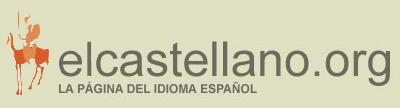 elcastellano.org
LA PÁGINA DEL IDIOMA ESPAÑOL